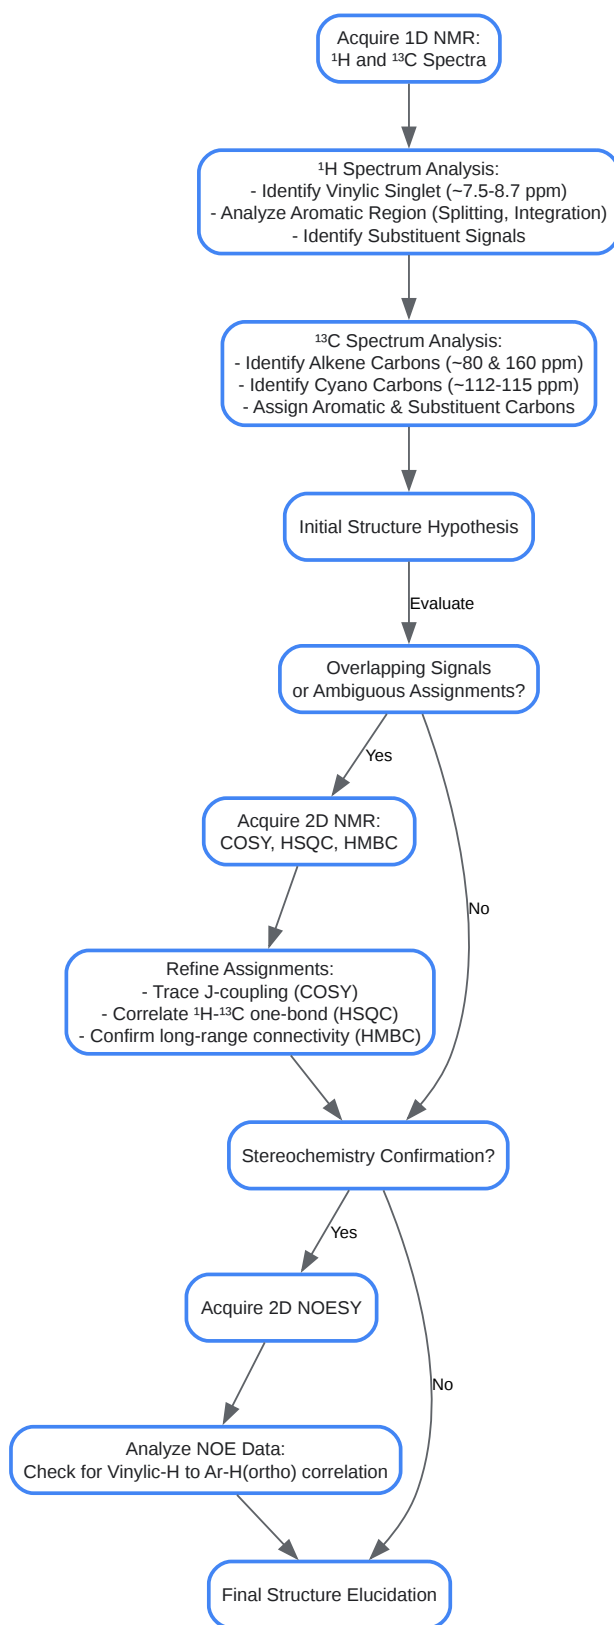 Acquire 1D NMR:
¹H and ¹³C Spectra
¹H Spectrum Analysis:
- Identify Vinylic Singlet (~7.5-8.7 ppm)
- Analyze Aromatic Region (Splitting, Integration)
- Identify Substituent Signals
¹³C Spectrum Analysis:
- Identify Alkene Carbons (~80 & 160 ppm)
- Identify Cyano Carbons (~112-115 ppm)
- Assign Aromatic & Substituent Carbons
Initial Structure Hypothesis
Evaluate
Overlapping Signals
or Ambiguous Assignments?
Yes
Acquire 2D NMR:
COSY, HSQC, HMBC
No
Refine Assignments:
- Trace J-coupling (COSY)
- Correlate ¹H-¹³C one-bond (HSQC)
- Confirm long-range connectivity (HMBC)
Stereochemistry Confirmation?
Yes
Acquire 2D NOESY
No
Analyze NOE Data:
Check for Vinylic-H to Ar-H(ortho) correlation
Final Structure Elucidation